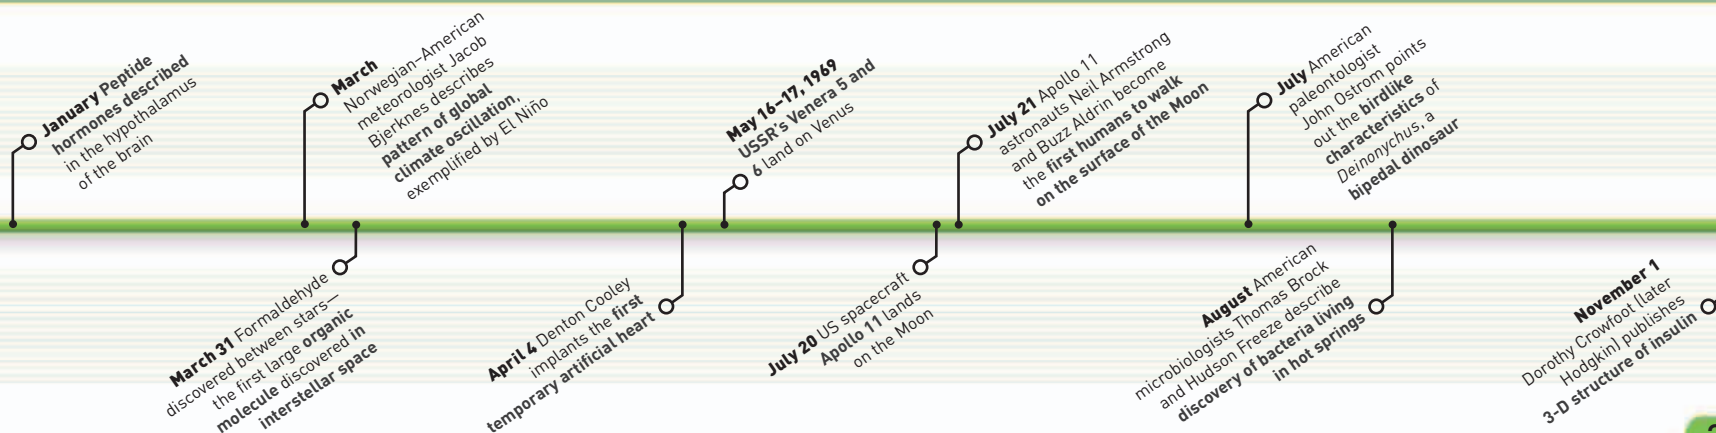 January Peptide
hormones described
in the hypothalamus
of the brain
March
Norwegian–American
meteorologist Jacob
Bjerknes describes
pattern of global
climate oscillation,
exemplified by El Niño
March 31 Formaldehyde
discovered between stars—
the first large organic
molecule discovered in
interstellar space
April 4 Denton Cooley
implants the first
temporary artificial heart
May 16–17, 1969
USSR's Venera 5 and
6 land on Venus
July 20 US spacecraft
Apollo 11 lands
on the Moon
July 21 Apollo 11
astronauts Neil Armstrong
and Buzz Aldrin become
the first humans to walk
on the surface of the Moon
July American
paleontologist
John Ostrom points
out the birdlike
characteristics of
Deinonychus, a
bipedal dinosaur
August American
microbiologists Thomas Brock
and Hudson Freeze describe
discovery of bacteria living
in hot springs
November 1
Dorothy Crowfoot [later
Hodgkin] publishes
3-D structure of insulin